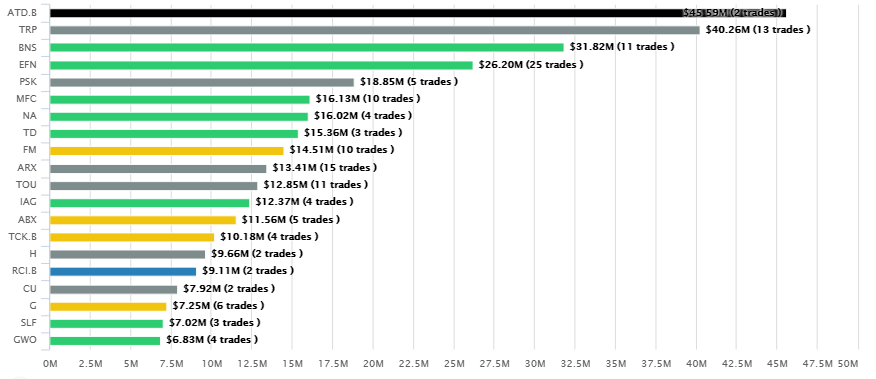 ATD.B $45.59M (2 trades )
TRP $40.26M (13 trades )
BNS $31.82M (11 trades )
EFN $26.20M (25 trades )
PSK $18.85M (5 trades )
MFC $16.13M (10 trades )
NA $16.02M (4 trades )
TD $15.36M (3 trades )
FM $14.51M (10 trades )
ARX $13.41M (15 trades )
TOU $12.85M (11 trades )
IAG $12.37M (4 trades )
ABX $11.56M (5 trades )
TCK.B $10.18M (4 trades )
H $9.66M (2 trades )
RCI.B $9.11M (2 trades )
CU $7.92M (2 trades )
G $7.25M (6 trades )
SLF $7.02M (3 trades )
GWO $6.83M (4 trades )
0M 2.5M 5M 7.5M 10M 12.5M 15M 17.5M 20M 22.5M 25M 27.5M 30M 32.5M 35M 37.5M 40M 42.5M 45M 47.5M 50M